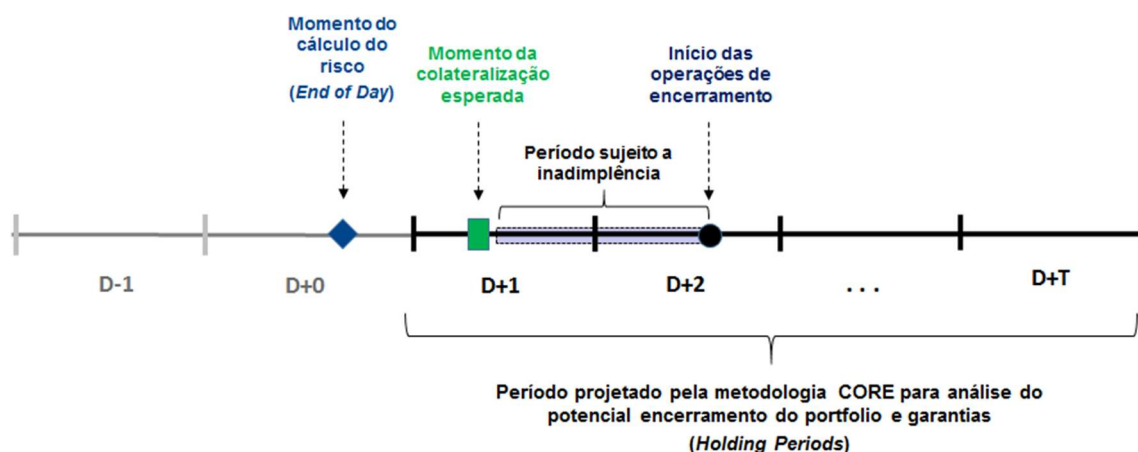 Momento do
cálculo do
risco
(End of Day)
Momento da
colateralização
esperada
Início das
operações de
encerramento
Período sujeito a
inadimplência
D-1
D+0
D+1
D+2
...
D+T
Período projetado pela metodologia CORE para análise do
potencial encerramento do portfolio e garantias
(Holding Periods)